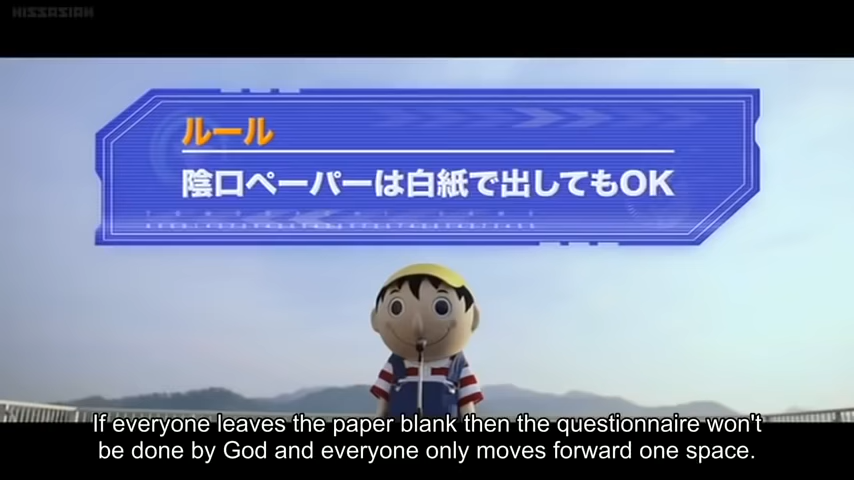 KISSASIAN
ルール
陰口ペーパーは白紙で出してもOK
If everyone leaves the paper blank then the questionnaire won't
be done by God and everyone only moves forward one space.